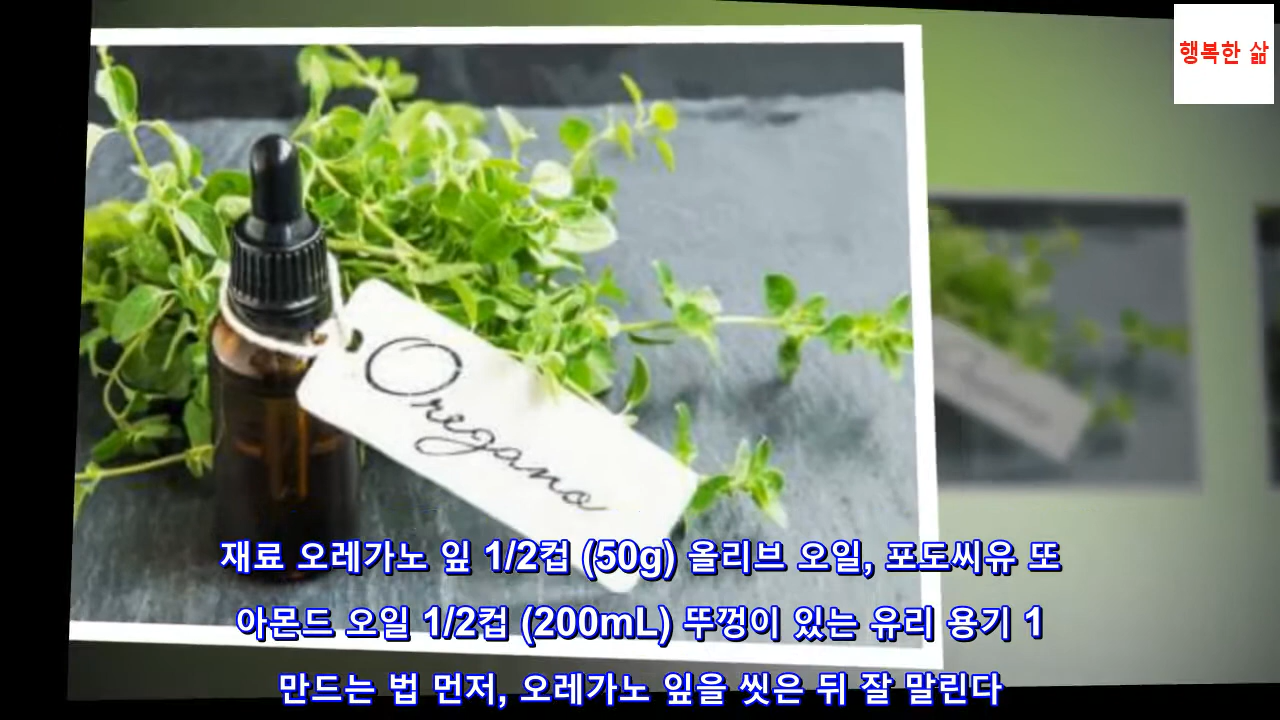 행복한 삶
Oregano
재료 오레가노 잎 1/2컵 (50g) 올리브 오일, 포도씨유 또
아몬드 오일 1/2컵 (200mL) 뚜껑이 있는 유리 용기 1
만드는 법 먼저, 오레가노 잎을 씻은 뒤 잘 말린다